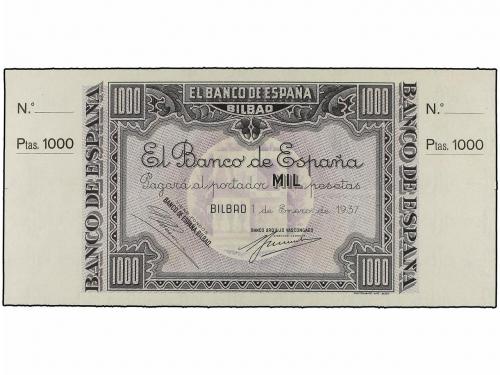 N.º
Ptas. 1000
BANCO DE ESPAÑA
1000
EL BANCO DE ESPAÑA
BILBAO
1000
El Banco de España
Pagará al portador MIL pesetas
BILBAO 1 de Enero de 1937
BANCO DE ESPAÑA BILBAO
BANCO URQUIJO VASCONGADO
1000
1000
BANCO DE ESPAÑA
N.º
Ptas. 1000